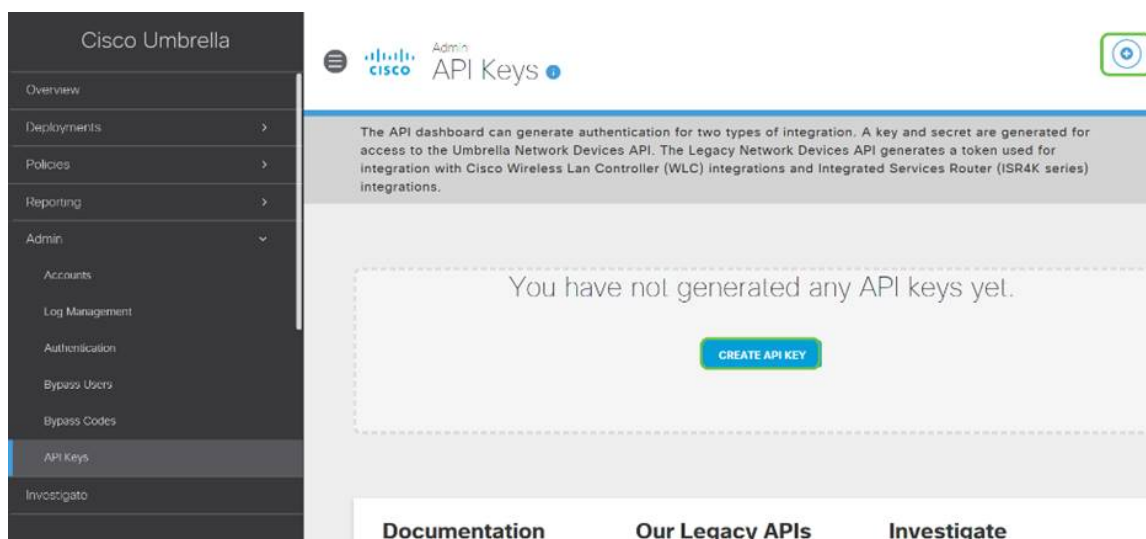 Cisco Umbrella
Overview
Deployments
Policies
Reporting
Admin
Accounts
Log Management
Authentication
Bypass Users
Bypass Codes
API Keys
Investigate
CISCO
Admin
API Keys
The API dashboard can generate authentication for two types of integration. A key and secret are generated for
access to the Umbrella Network Devices API. The Legacy Network Devices API generates a token used for
integration with Cisco Wireless Lan Controller (WLC) integrations and Integrated Services Router (ISR4K series)
integrations.
You have not generated any API keys yet.
CREATE API KEY
Documentation
Our Legacy APIs
Investigate